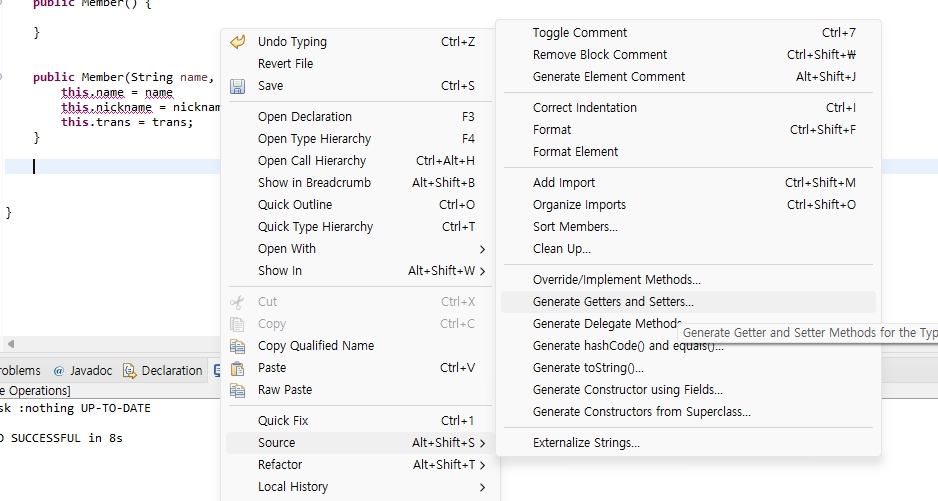 public Member() {
}
public Member(String name,
this.name = name
this.nickname = nicknam
this.trans = trans;
}
}
Undo Typing Ctrl+Z
Revert File
Save Ctrl+S
Open Declaration F3
Open Type Hierarchy F4
Open Call Hierarchy Ctrl+Alt+H
Show in Breadcrumb Alt+Shift+B
Quick Outline Ctrl+O
Quick Type Hierarchy Ctrl+T
Open With >
Show In Alt+Shift+W >
Cut Ctrl+X
Copy Ctrl+C
Copy Qualified Name
Paste Ctrl+V
Raw Paste
Quick Fix Ctrl+1
Source Alt+Shift+S >
Refactor Alt+Shift+T >
Local History >
Toggle Comment Ctrl+7
Remove Block Comment Ctrl+Shift+₩
Generate Element Comment Alt+Shift+J
Correct Indentation Ctrl+I
Format Ctrl+Shift+F
Format Element
Add Import Ctrl+Shift+M
Organize Imports Ctrl+Shift+O
Sort Members...
Clean Up...
Override/Implement Methods...
Generate Getters and Setters...
Generate Delegate Methods
Generate Getter and Setter Methods for the Typ
Generate hashCode() and equals()...
Generate toString()...
Generate Constructor using Fields...
Generate Constructors from Superclass...
Externalize Strings...
roblems @ Javadoc Declaration
e Operations]
sk :nothing UP-TO-DATE
D SUCCESSFUL in 8s